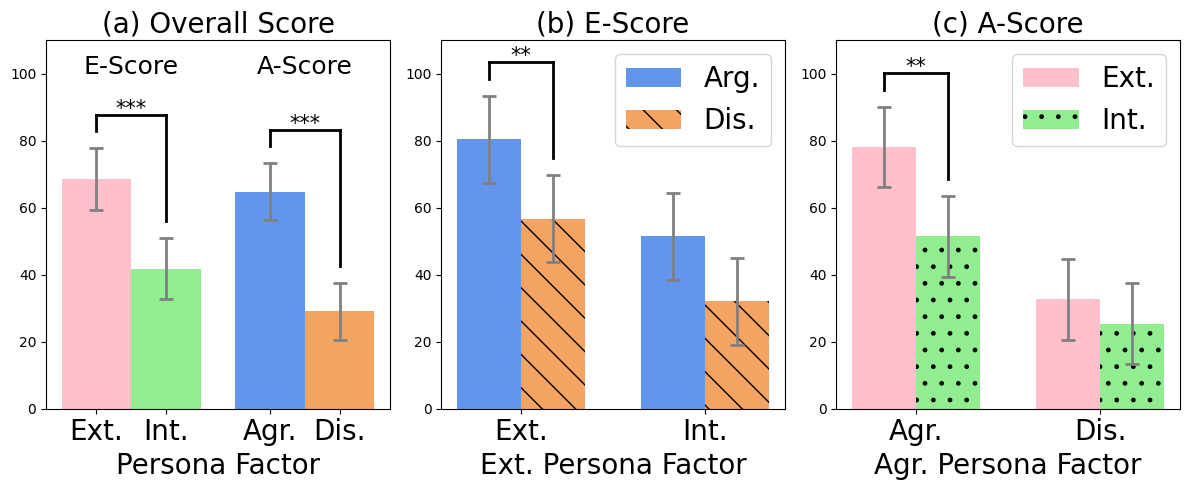 (a) Overall Score
E-Score A-Score
***
***
0
20
40
60
80
100
Ext. Int. Agr. Dis.
Persona Factor
(b) E-Score
**
Arg.
Dis.
0
20
40
60
80
100
Ext. Int.
Ext. Persona Factor
(c) A-Score
**
Ext.
Int.
0
20
40
60
80
100
Agr. Dis.
Agr. Persona Factor